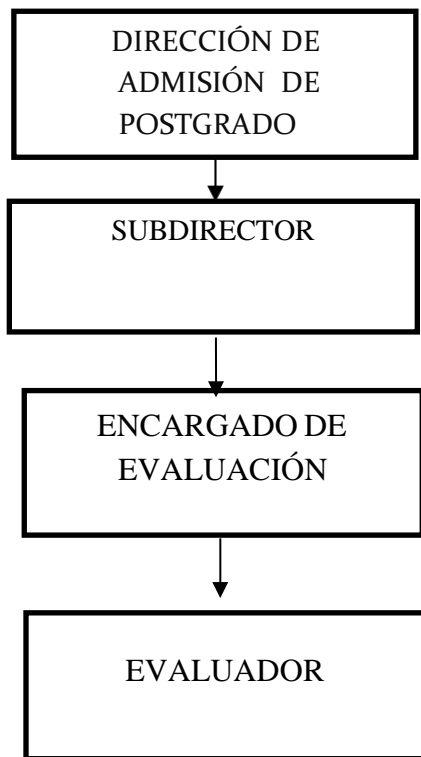 DIRECCIÓN DE
ADMISIÓN DE
POSTGRADO
SUBDIRECTOR
ENCARGADO DE
EVALUACIÓN
EVALUADOR